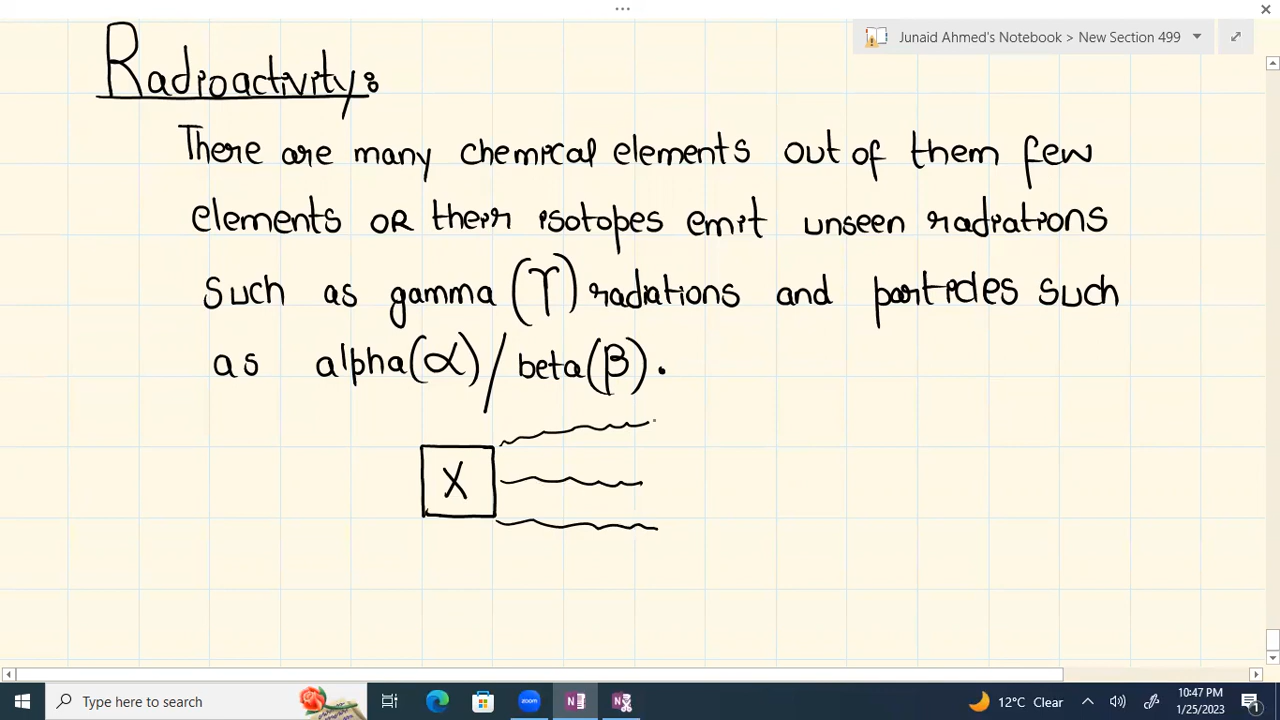 Junaid Ahmed's Notebook > New Section 499
Radioactivity:
There are many chemical elements out of them few
elements OR their isotopes emit unseen radiations
such as gamma (ϒ) radiations and particles such
as alpha(α)/beta(β).
X
Type here to search
zoom
12°C Clear
10:47 PM
1/25/2023
1